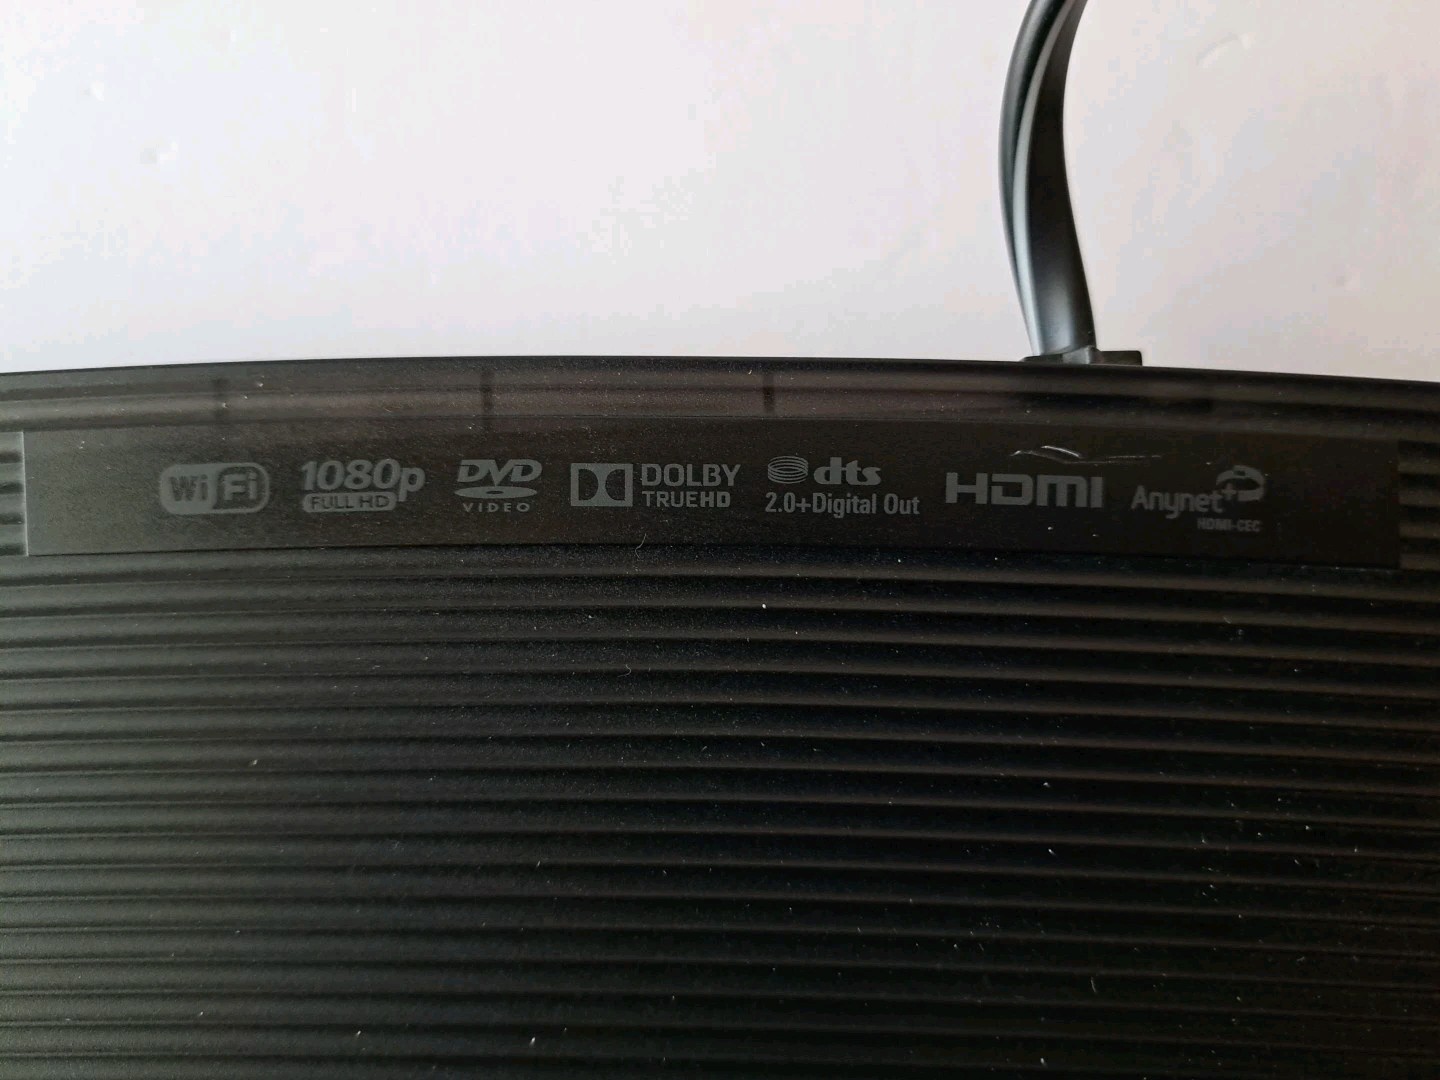 WiFi
1080p
FULL HD
DVD
VIDEO
DOLBY
TRUEHD
dts
2.0+Digital Out
HDMI
Anynet+
HDMI-CEC